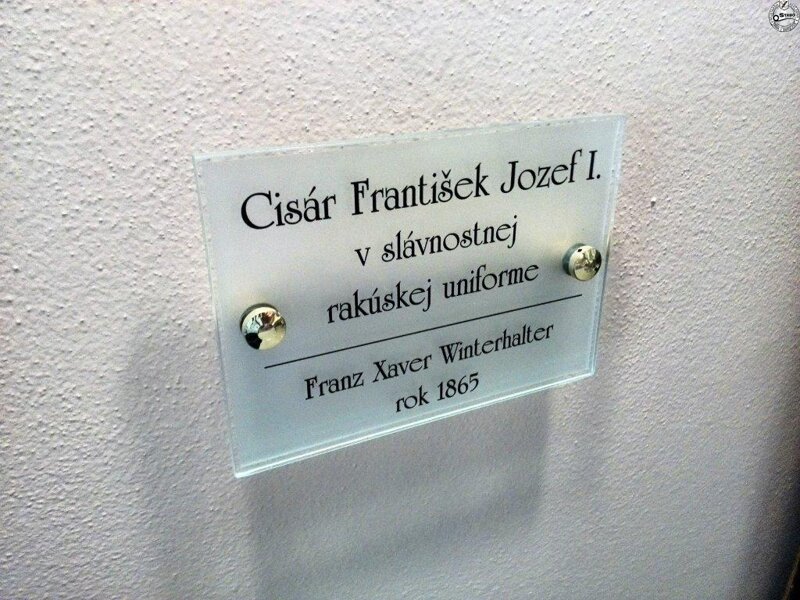 Cisár František Jozef I.
v slávnostnej
rakúskej uniforme
Franz Xaver Winterhalter
rok 1865